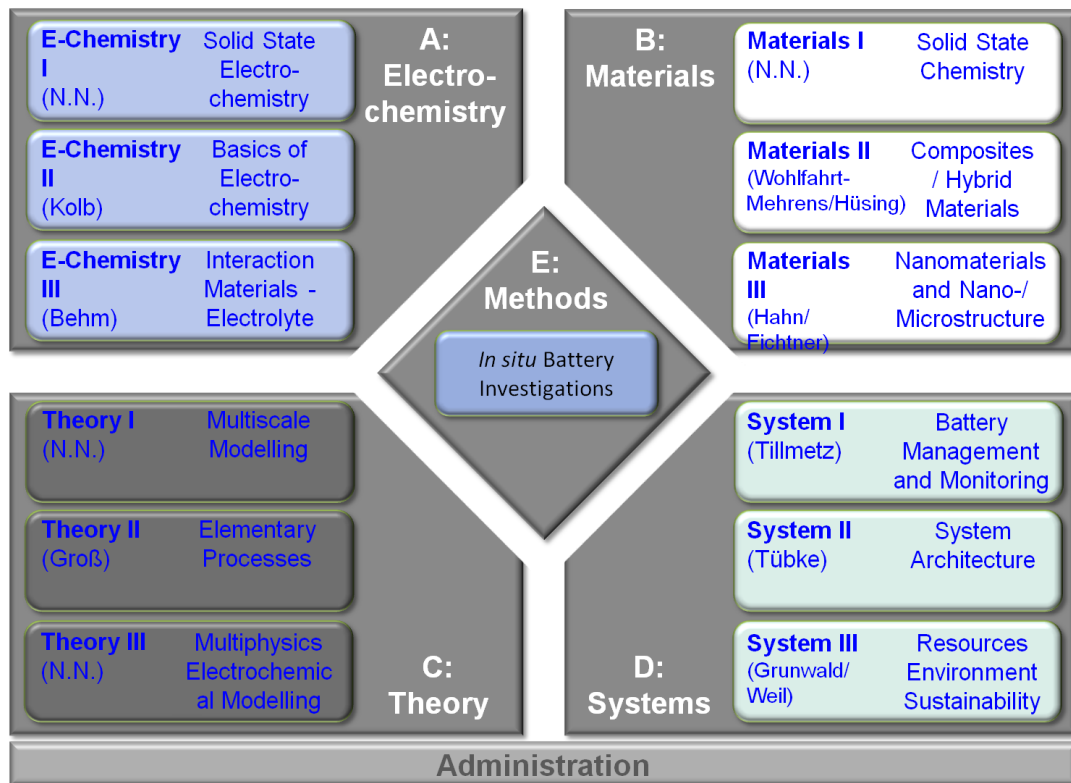 E-Chemistry
I
(N.N.)
Solid State
Electro-
chemistry
E-Chemistry
II
(Kolb)
Basics of
Electro-
chemistry
E-Chemistry
III
(Behm)
Interaction
Materials -
Electrolyte
A:
Electro-
chemistry
B:
Materials
Materials I
(N.N.)
Solid State
Chemistry
Materials II
(Wohlfahrt-
Mehrens/Hüsing)
Composites
/ Hybrid
Materials
Materials
III
(Hahn/
Fichtner)
Nanomaterials
and Nano-/
Microstructure
E:
Methods
In situ Battery
Investigations
Theory I
(N.N.)
Multiscale
Modelling
Theory II
(Groß)
Elementary
Processes
Theory III
(N.N.)
Multiphysics
Electrochemic
al Modelling
C:
Theory
D:
Systems
System I
(Tillmetz)
Battery
Management
and Monitoring
System II
(Tübke)
System
Architecture
System III
(Grunwald/
Weil)
Resources
Environment
Sustainability
Administration